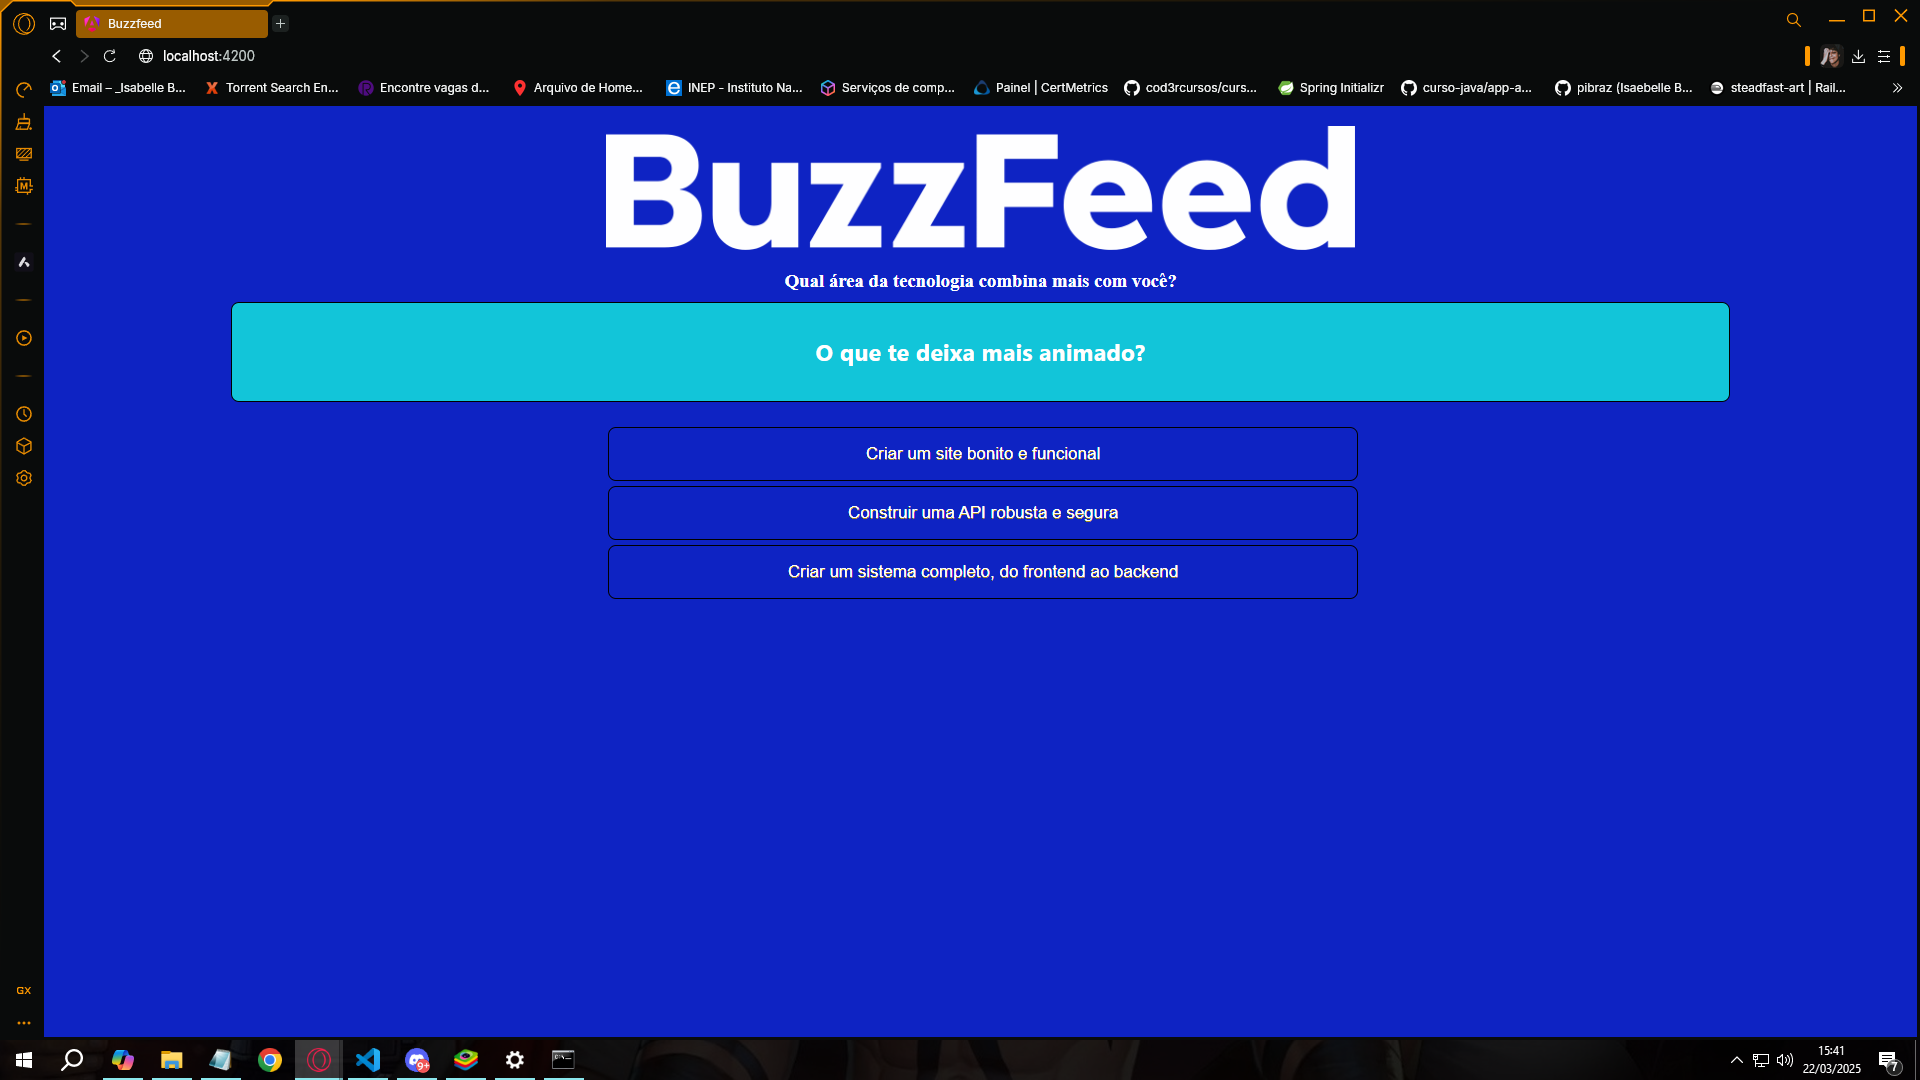 Buzzfeed
localhost:4200
Email – _Isabelle B...
Torrent Search En...
Encontre vagas d...
Arquivo de Home...
INEP - Instituto Na...
Serviços de comp...
Painel | CertMetrics
cod3rcursos/curs...
Spring Initializr
curso-java/app-a...
pibraz (Isaebelle B...
steadfast-art | Rail...
BuzzFeed
Qual área da tecnologia combina mais com você?
O que te deixa mais animado?
Criar um site bonito e funcional
Construir uma API robusta e segura
Criar um sistema completo, do frontend ao backend
M
GX
9+
15:41
22/03/2025
7